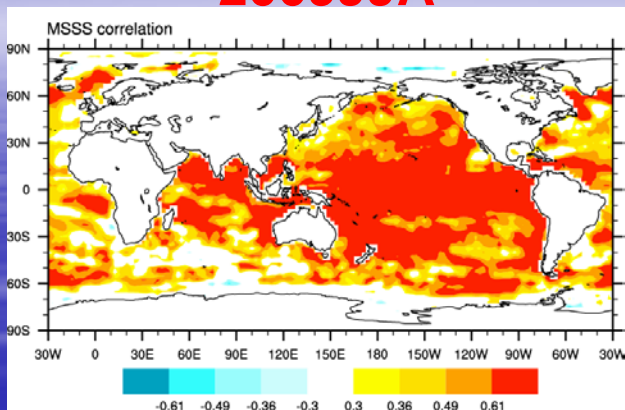 MSSS correlation
90N
60N
30N
0
30S
60S
90S
30W 0 30E 60E 90E 120E 150E 180 150W 120W 90W 60W 30W
-0.61 -0.49 -0.36 -0.3 0.3 0.36 0.49 0.61